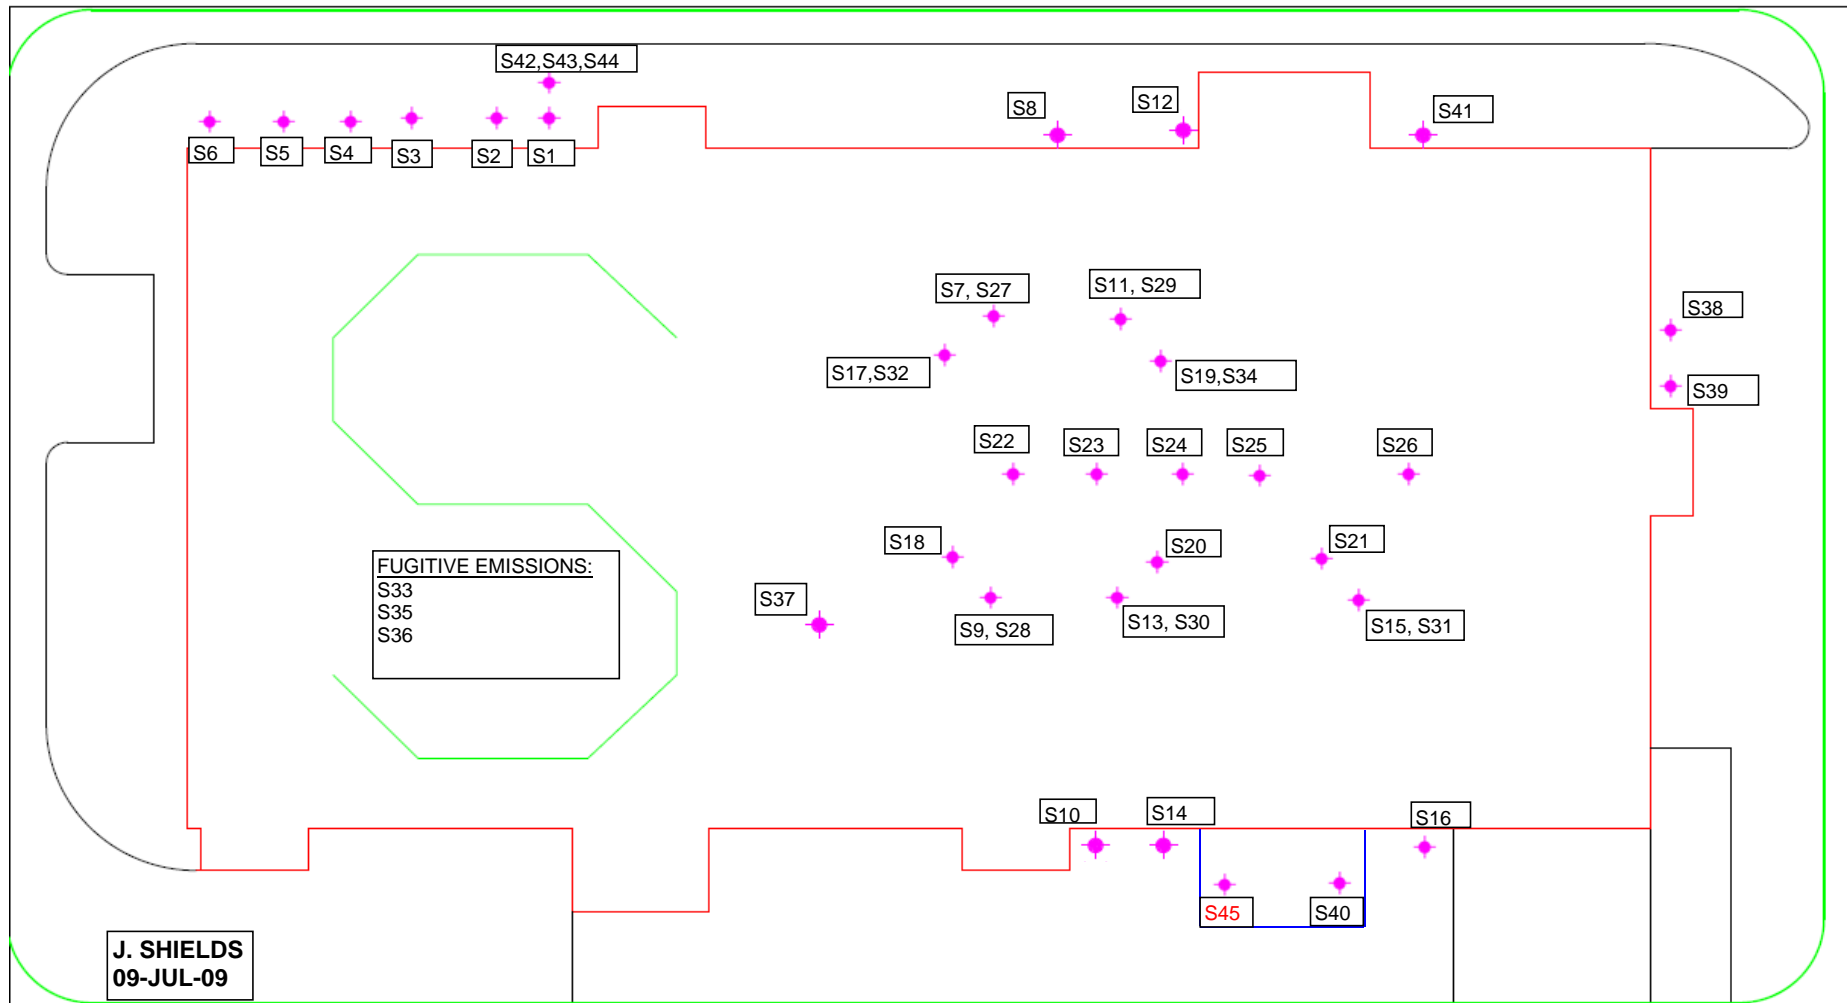 S42,S43,S44
S8
S12
S41
S6
S5
S4
S3
S2
S1
S7, S27
S11, S29
S38
S17,S32
S19,S34
S39
S22
S23
S24
S25
S26
S18
S20
S21
FUGITIVE EMISSIONS:
S33
S35
S36
S37
S9, S28
S13, S30
S15, S31
S10
S14
S16
S45
S40
J. SHIELDS
09-JUL-09